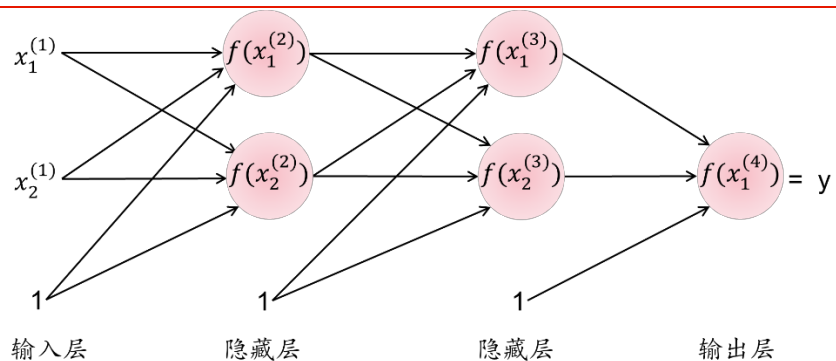 x_1^{(1)} f(x_1^{(2)}) f(x_1^{(3)})
x_2^{(1)} f(x_2^{(2)}) f(x_2^{(3)}) f(x_1^{(4)}) = y
1 1 1
输入层 隐藏层 隐藏层 输出层